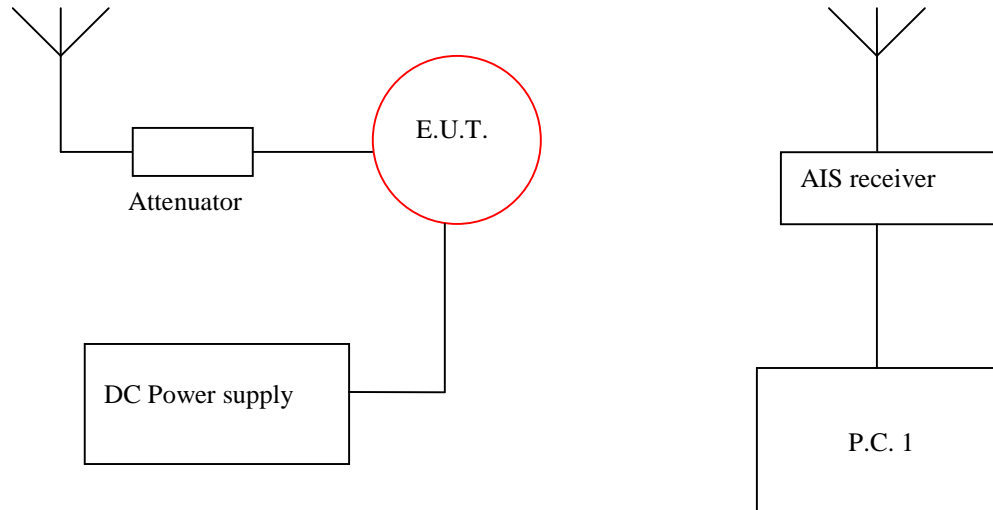 E.U.T.
Attenuator
AIS receiver
DC Power supply
P.C. 1